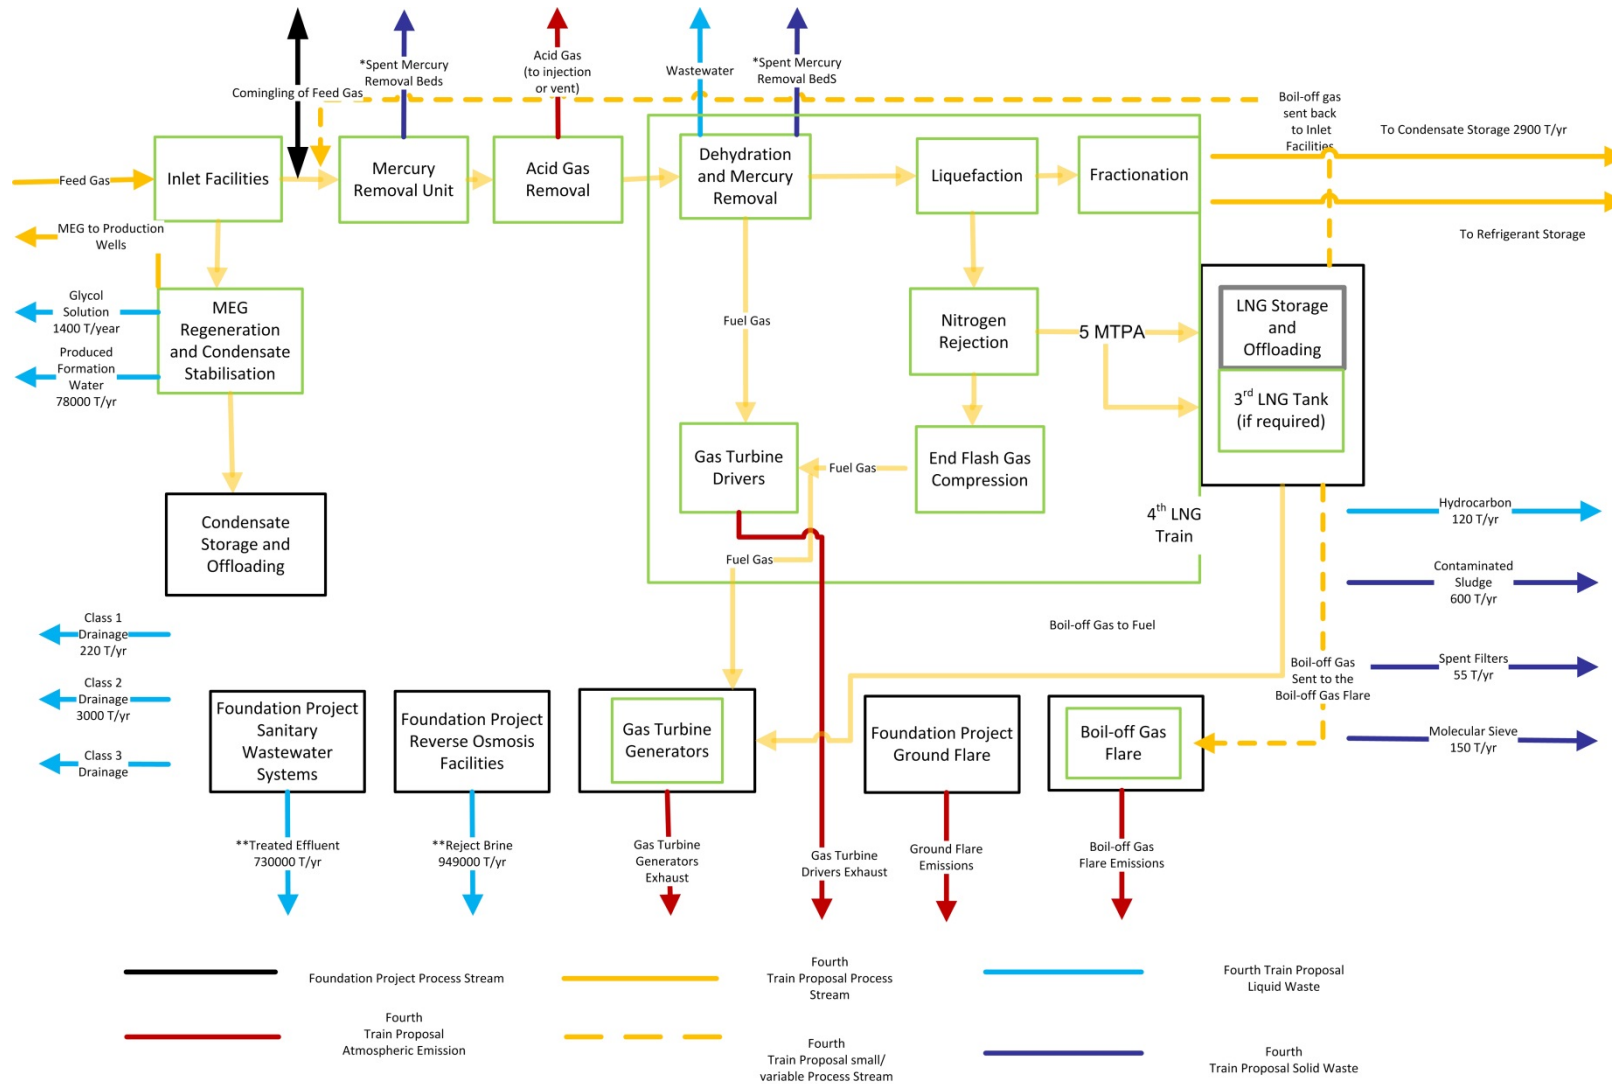 *Spent Mercury
Removal Beds
Acid Gas
(to injection
or vent)
Wastewater
*Spent Mercury
Removal BedS
Comingling of Feed Gas
Boil-off gas
sent back
to Inlet
Facilities
To Condensate Storage 2900 T/yr
Feed Gas
Inlet Facilities
Mercury
Removal Unit
Acid Gas
Removal
Dehydration
and Mercury
Removal
Liquefaction
Fractionation
To Refrigerant Storage
MEG to Production
Wells
Glycol
Solution
1400 T/year
Produced
Formation
Water
78000 T/yr
MEG
Regeneration
and Condensate
Stabilisation
Fuel Gas
Nitrogen
Rejection
5 MTPA
LNG Storage
and
Offloading
3rd LNG Tank
(if required)
Gas Turbine
Drivers
Fuel Gas
End Flash Gas
Compression
4th LNG
Train
Condensate
Storage and
Offloading
Fuel Gas
Hydrocarbon
120 T/yr
Contaminated
Sludge
600 T/yr
Class 1
Drainage
220 T/yr
Boil-off Gas to Fuel
Boil-off Gas
Sent to the
Boil-off Gas Flare
Spent Filters
55 T/yr
Class 2
Drainage
3000 T/yr
Class 3
Drainage
Foundation Project
Sanitary
Wastewater
Systems
Foundation Project
Reverse Osmosis
Facilities
Gas Turbine
Generators
Foundation Project
Ground Flare
Boil-off Gas
Flare
Molecular Sieve
150 T/yr
**Treated Effluent
730000 T/yr
**Reject Brine
949000 T/yr
Gas Turbine
Generators
Exhaust
Gas Turbine
Drivers Exhaust
Ground Flare
Emissions
Boil-off Gas
Flare Emissions
Foundation Project Process Stream
Fourth
Train Proposal Process
Stream
Fourth Train Proposal
Liquid Waste
Fourth
Train Proposal
Atmospheric Emission
Fourth
Train Proposal small/
variable Process Stream
Fourth
Train Proposal Solid Waste